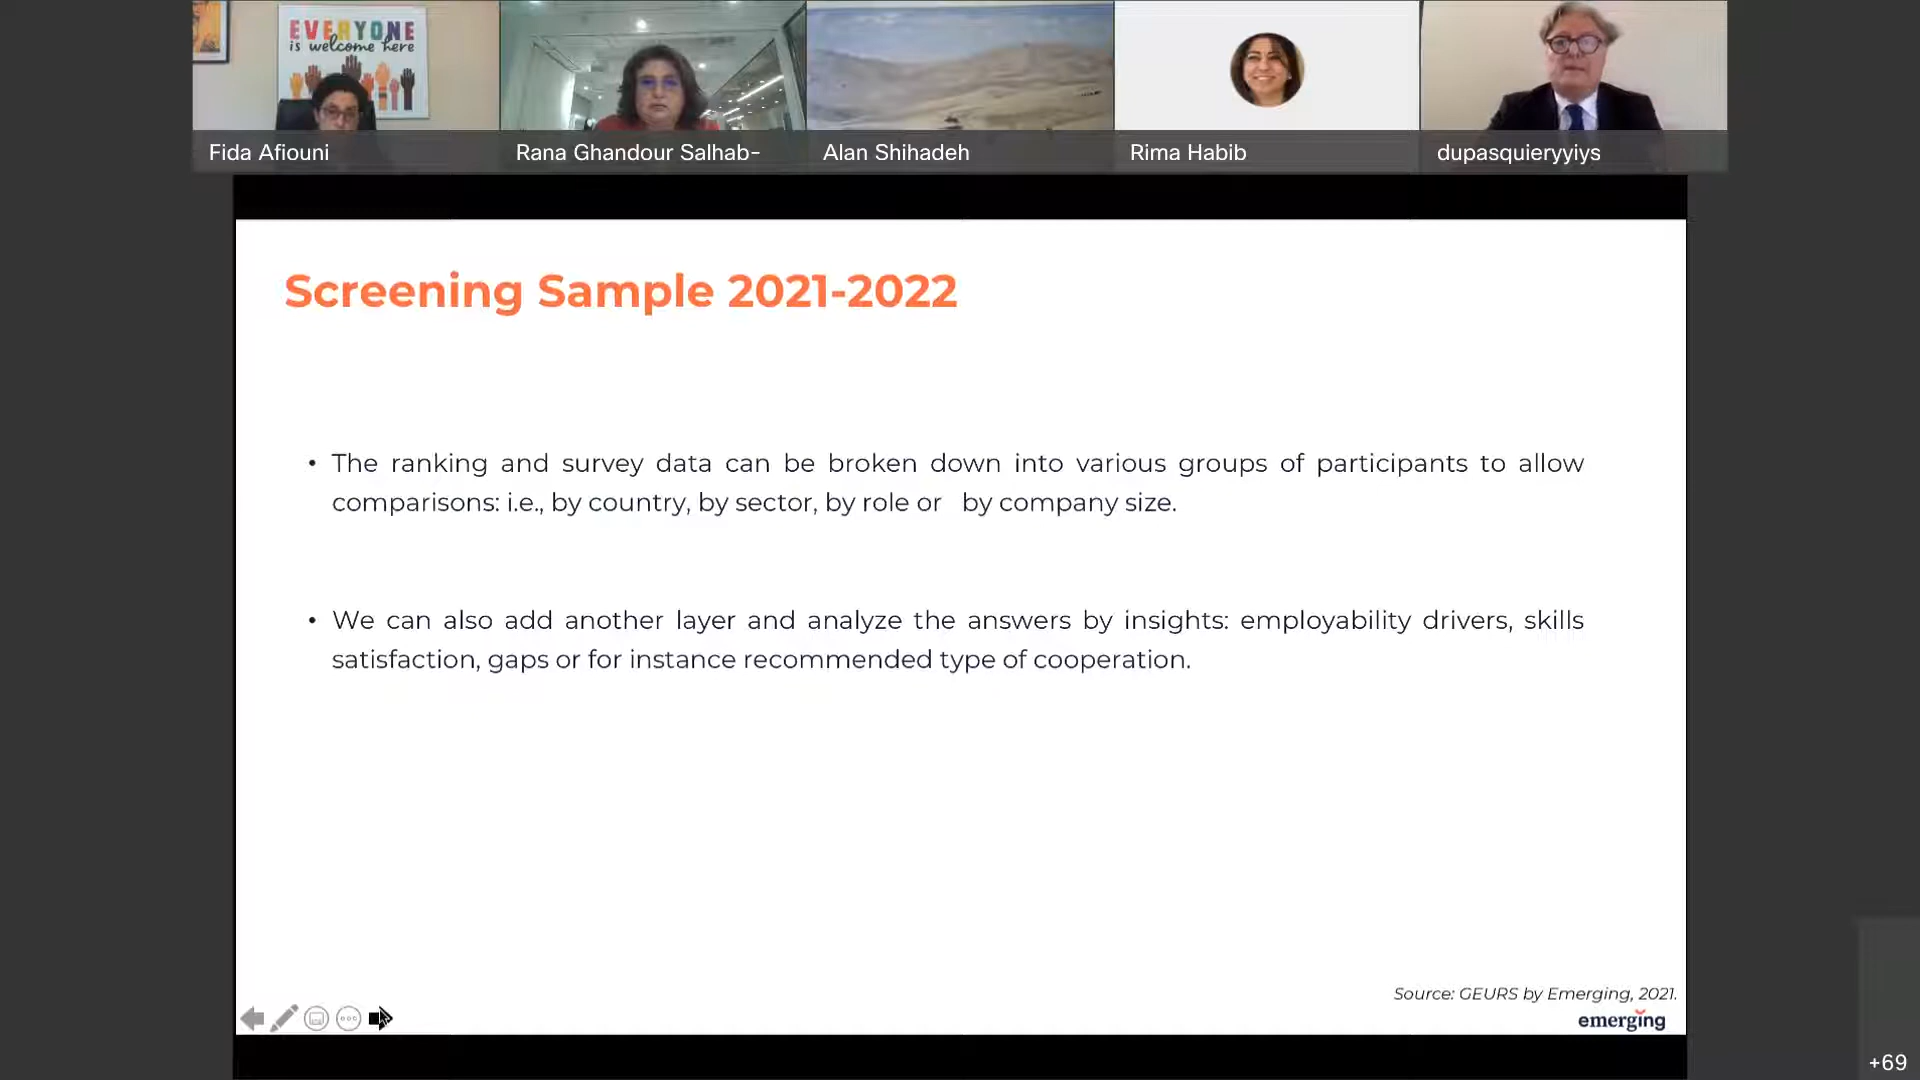 EVERYONE
is welcome here
Fida Afiouni
Rana Ghandour Salhab-
Alan Shihadeh
Rima Habib
dupasquieryyiys
Screening Sample 2021-2022
• The ranking and survey data can be broken down into various groups of participants to allow
comparisons: i.e., by country, by sector, by role or by company size.
• We can also add another layer and analyze the answers by insights: employability drivers, skills
satisfaction, gaps or for instance recommended type of cooperation.
Source: GEURS by Emerging, 2021.
emerging
+69